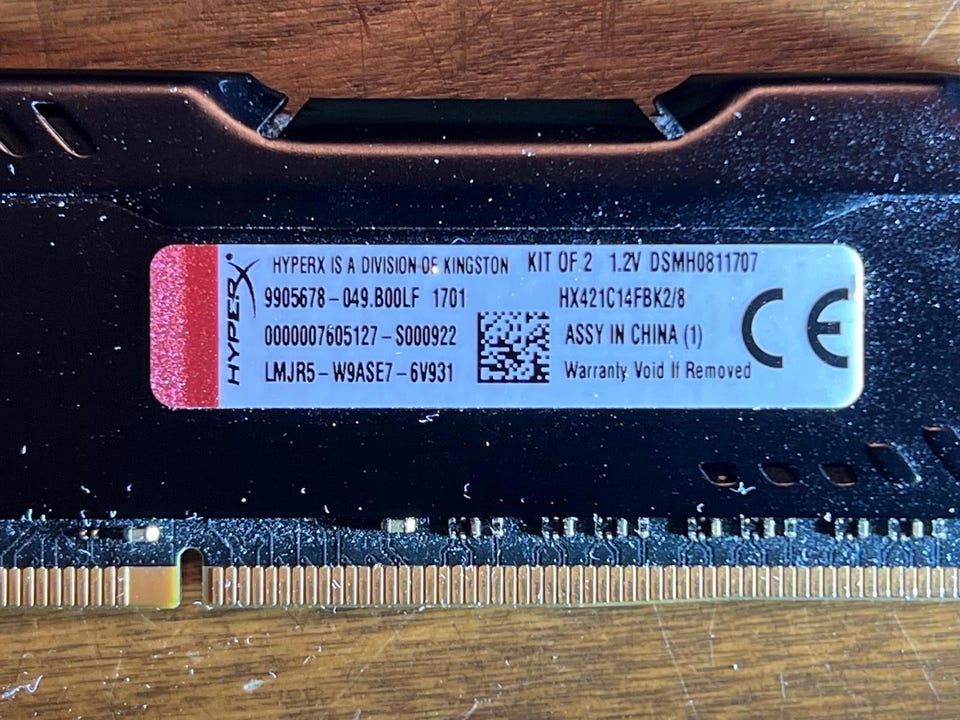 HYPERX
HYPERX IS A DIVISION OF KINGSTON KIT OF 2 1.2V DSMH0811707
9905678-049.B00LF 1701 HX421C14FBK2/8
0000007605127-S000922 ASSY IN CHINA (1)
LMJR5-W9ASE7-6V931 Warranty Void If Removed
CE